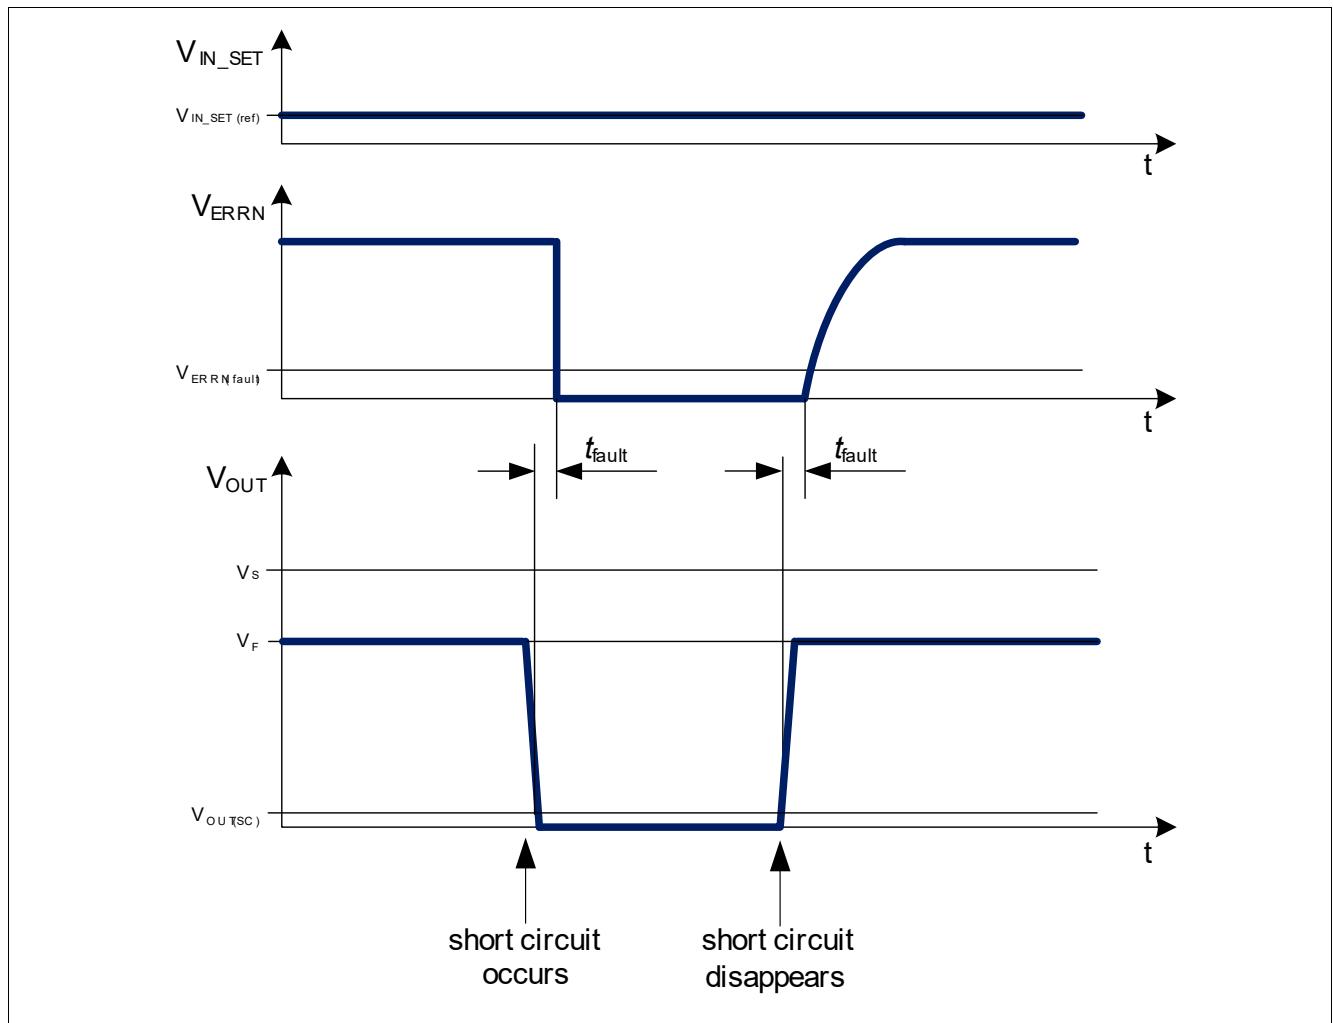 VIN_SET
VIN_SET (ref)
t
VERRN
VERRN(fault)
t
tfault tfault
VOUT
VS
VF
VOUT(SC)
t
short circuit short circuit
occurs disappears